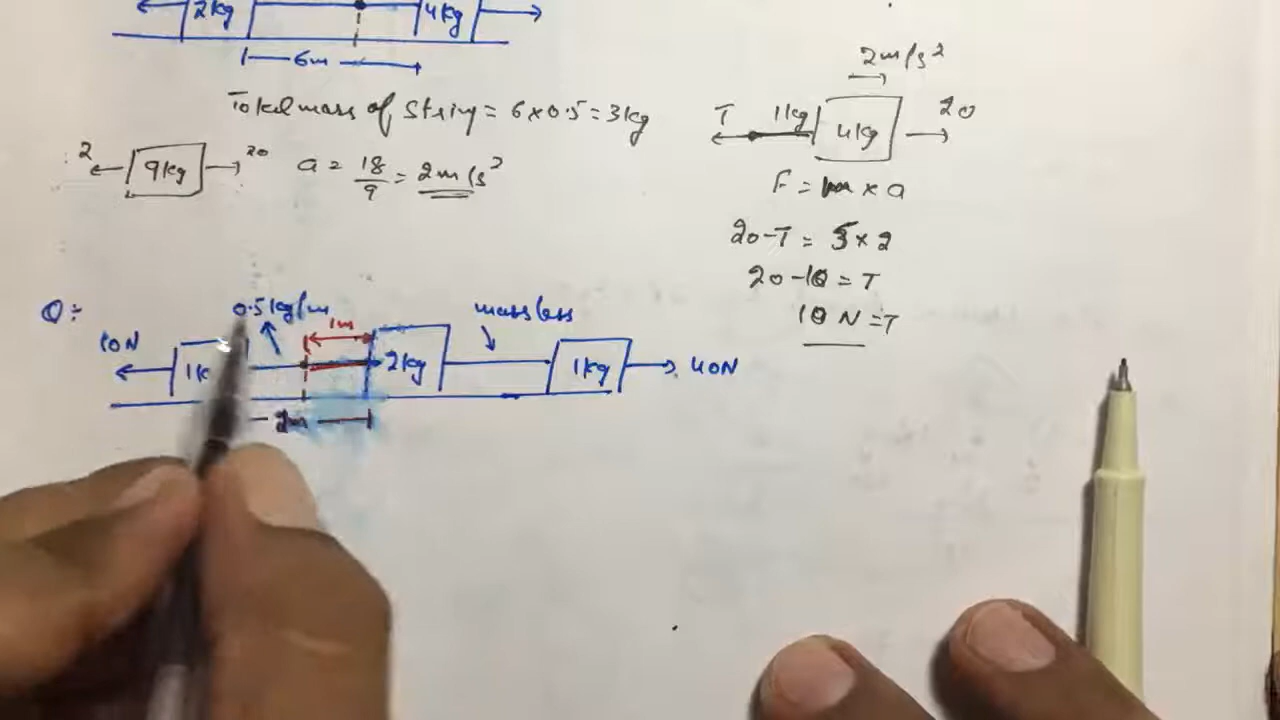 2kg 4kg
6m
Total mass of string = 6 x 0.5 = 3kg
2 9kg 20 a = 18/9 = 2m/s²
2m/s²
T 1kg 4kg 20
F = m x a
20-T = 5 x 2
20-10 = T
10 N = T
Q:
0.5kg/m massless
1m
10N 2kg 1kg 40N
2m